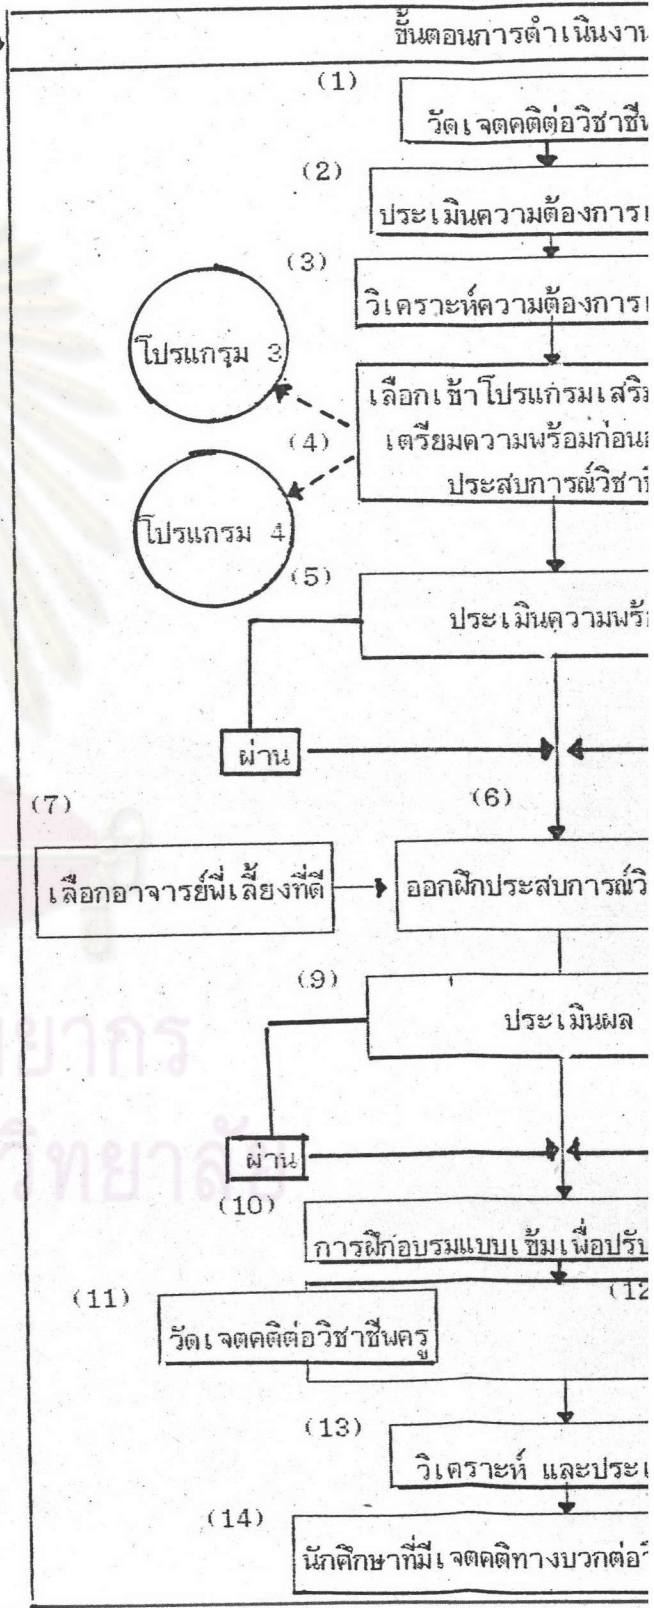 ขั้นตอนการดำเนินงาน
(1)
วัดเจตคติต่อวิชาชีพ
(2)
ประเมินความต้องการ
(3)
วิเคราะห์ความต้องการ
โปรแกรม 3
เลือกเข้าโปรแกรมเสริม
(4)
เตรียมความพร้อมก่อน
ประสบการณ์วิชาชี
โปรแกรม 4
(5)
ประเมินความพร้อ
ผ่าน
(7)
(6)
เลือกอาจารย์พี่เลี้ยงที่ดี
ออกฝึกประสบการณ์วิ
(9)
ประเมินผล
ผ่าน
(10)
การฝึกอบรมแบบเข้มเพื่อปรับ
(11)
(12
วัดเจตคติต่อวิชาชีพครู
(13)
วิเคราะห์ และประเ
(14)
นักศึกษาที่มีเจตคติทางบวกต่อวิ
ยากร
วิทยาลัย